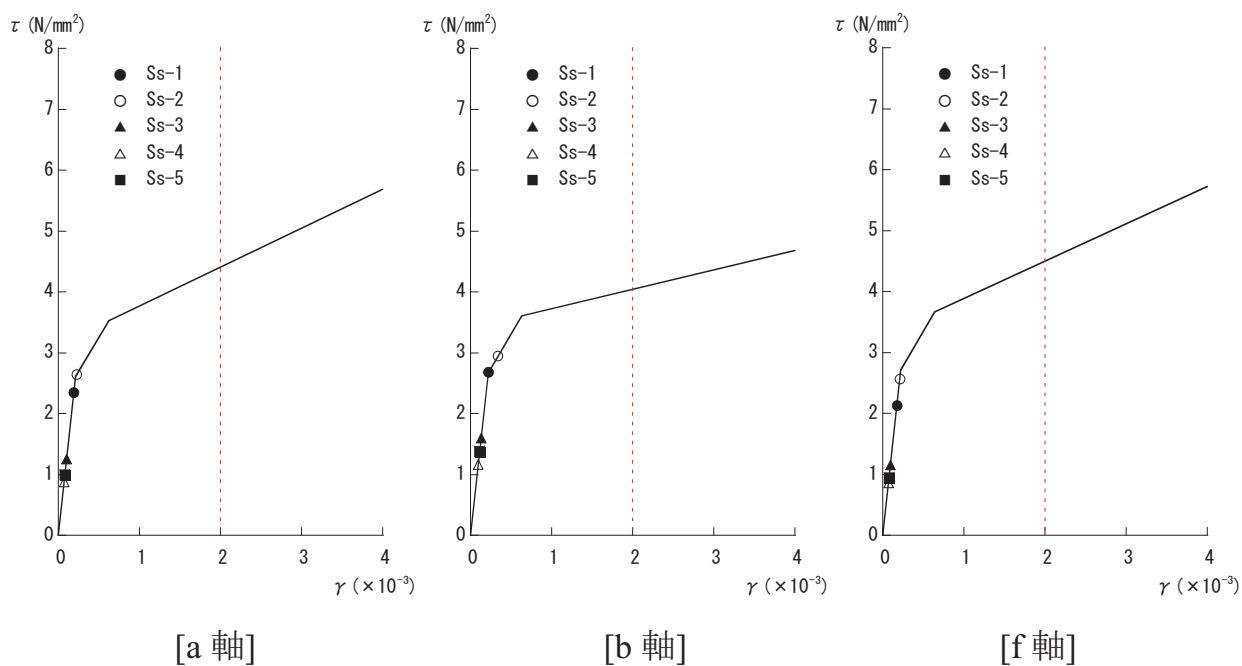 τ (N/mm²)
8
7
6
5
4
3
2
1
0
Ss-1
Ss-2
Ss-3
Ss-4
Ss-5
0 1 2 3 4
γ (×10⁻³)
[a 軸]
τ (N/mm²)
8
7
6
5
4
3
2
1
0
Ss-1
Ss-2
Ss-3
Ss-4
Ss-5
0 1 2 3 4
γ (×10⁻³)
[b 軸]
τ (N/mm²)
8
7
6
5
4
3
2
1
0
Ss-1
Ss-2
Ss-3
Ss-4
Ss-5
0 1 2 3 4
γ (×10⁻³)
[f 軸]